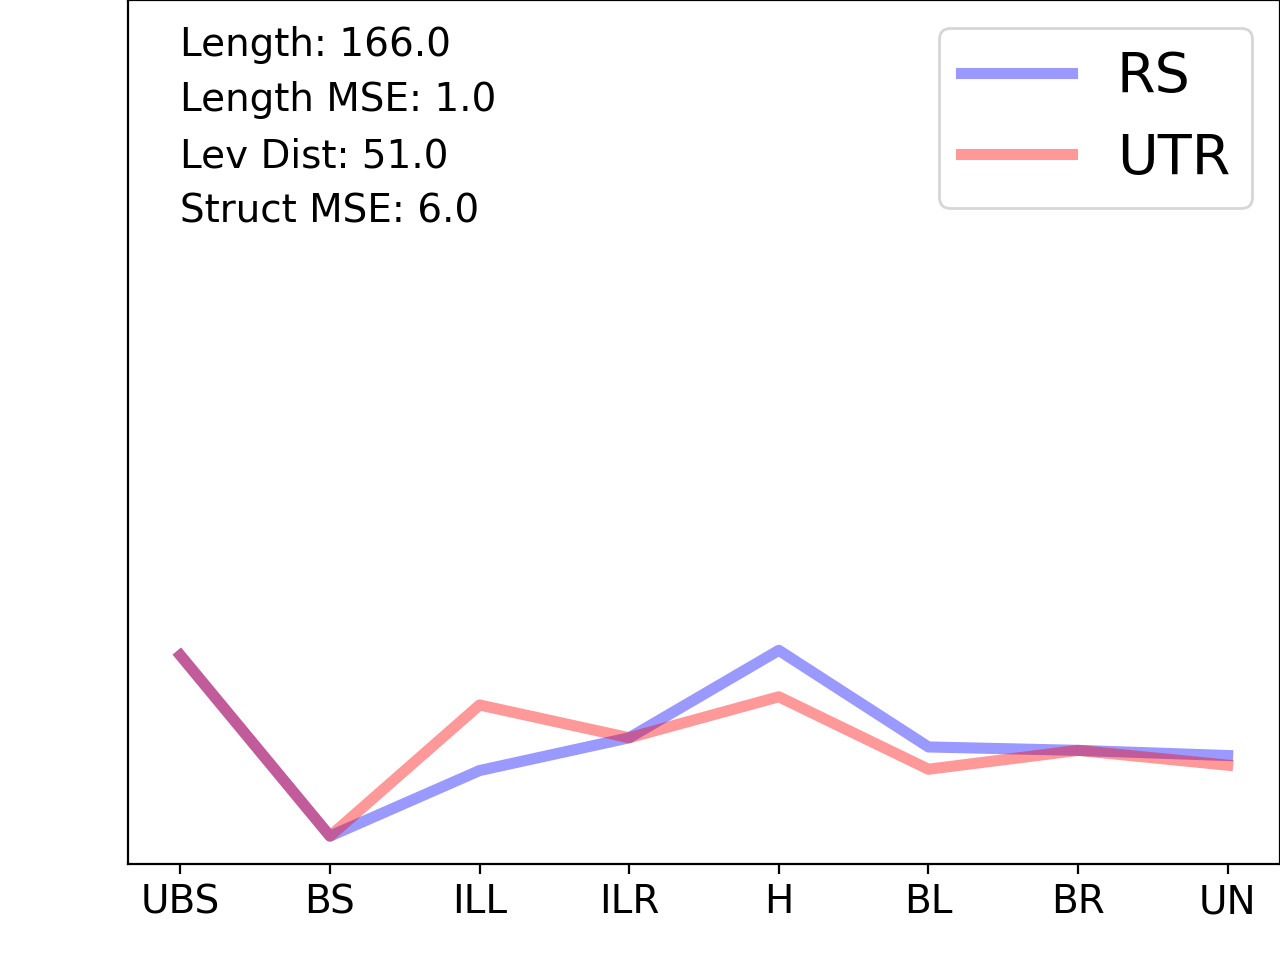 Length: 166.0
Length MSE: 1.0
Lev Dist: 51.0
Struct MSE: 6.0
RS
UTR
UBS BS ILL ILR H BL BR UN